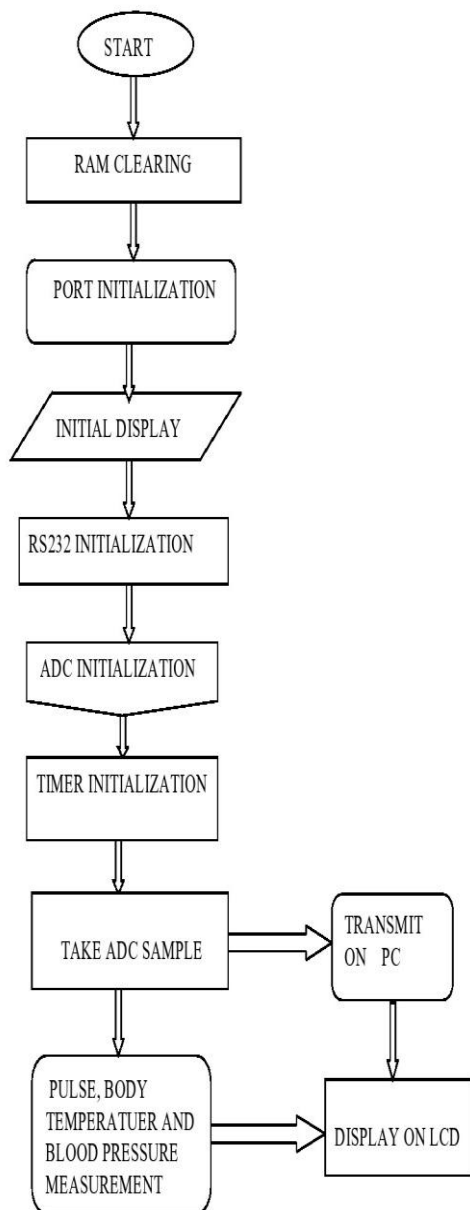 START
RAM CLEARING
PORT INITIALIZATION
INITIAL DISPLAY
RS232 INITIALIZATION
ADC INITIALIZATION
TIMER INITIALIZATION
TAKE ADC SAMPLE
TRANSMIT
ON PC
PULSE, BODY
TEMPERATUER AND
BLOOD PRESSURE
MEASUREMENT
DISPLAY ON LCD